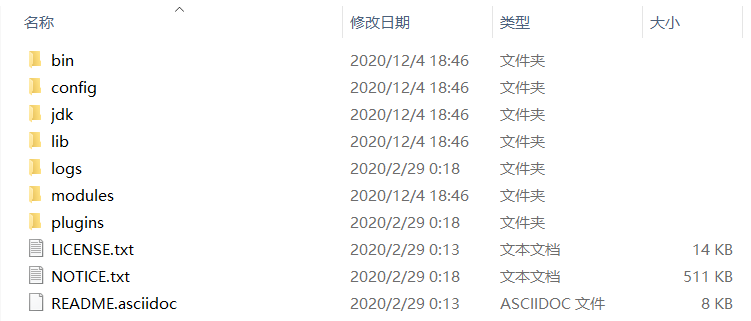 名称 修改日期 类型 大小
bin 2020/12/4 18:46 文件夹
config 2020/12/4 18:46 文件夹
jdk 2020/12/4 18:46 文件夹
lib 2020/12/4 18:46 文件夹
logs 2020/2/29 0:18 文件夹
modules 2020/12/4 18:46 文件夹
plugins 2020/2/29 0:18 文件夹
LICENSE.txt 2020/2/29 0:13 文本文档 14 KB
NOTICE.txt 2020/2/29 0:18 文本文档 511 KB
README.asciidoc 2020/2/29 0:13 ASCIIDOC 文件 8 KB